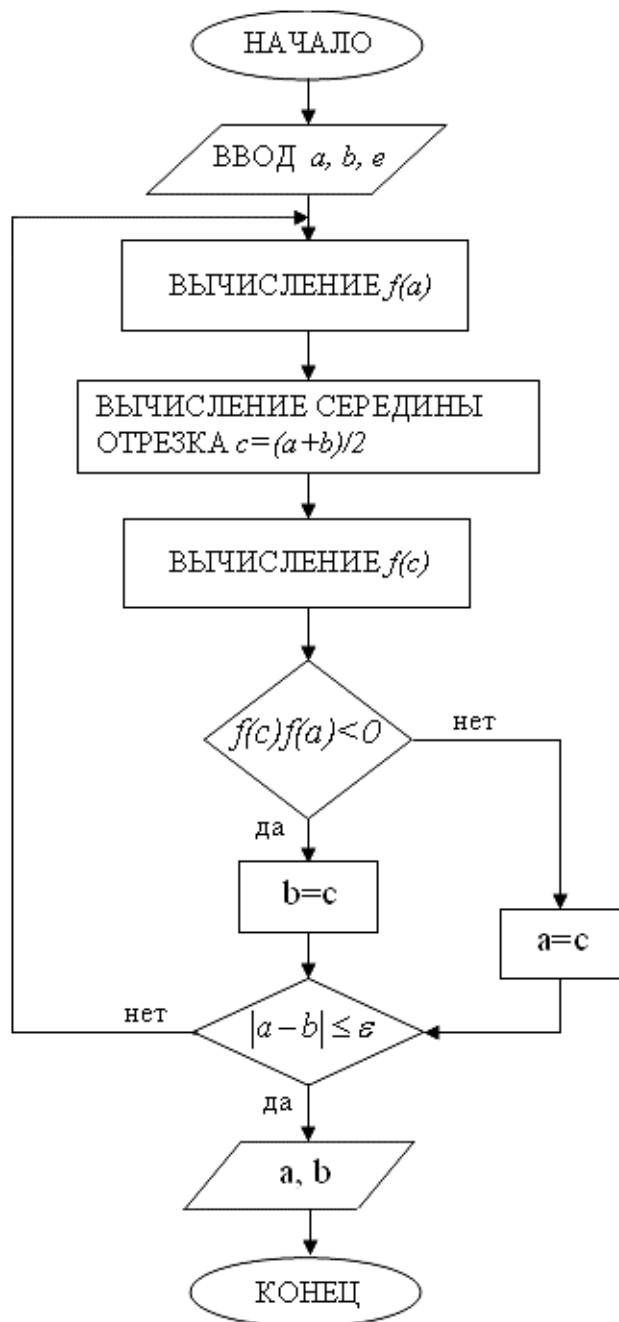 НАЧАЛО
ВВОД a, b, e
ВЫЧИСЛЕНИЕ f(a)
ВЫЧИСЛЕНИЕ СЕРЕДИНЫ
ОТРЕЗКА c=(a+b)/2
ВЫЧИСЛЕНИЕ f(c)
f(c)f(a)<0
нет
да
b=c
a=c
нет
|a−b| ≤ ε
да
a, b
КОНЕЦ